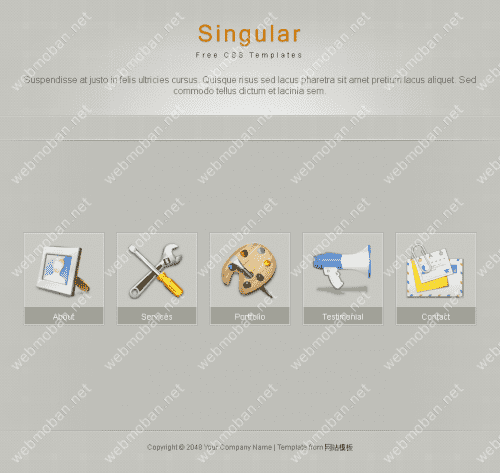 Singular
Free CSS Templates
Suspendisse at justo in felis ultricies cursus. Quisque risus sed lacus pharetra sit amet pretium lacus aliquet. Sed
commodo tellus dictum et lacinia sem.
About
Services
Portfolio
Testimonial
Contact
Copyright © 2048 Your Company Name | Template from 网站模板
webmoban.net